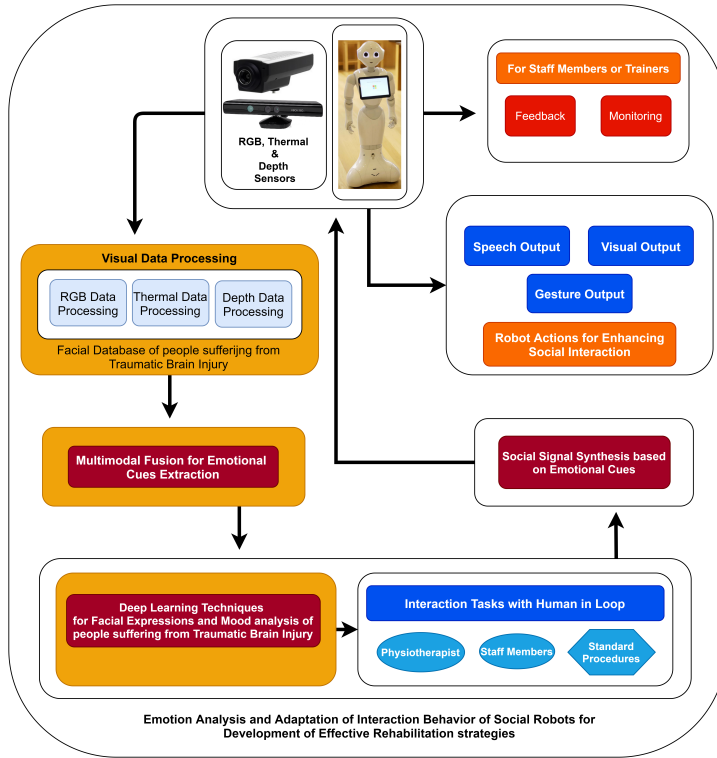 RGB, Thermal
&
Depth
Sensors
For Staff Members or Trainers
Feedback
Monitoring
Speech Output
Visual Output
Gesture Output
Robot Actions for Enhancing
Social Interaction
Visual Data Processing
RGB Data
Processing
Thermal Data
Processing
Depth Data
Processing
Facial Database of people sufferijng from
Traumatic Brain Injury
Multimodal Fusion for Emotional
Cues Extraction
Social Signal Synthesis based
on Emotional Cues
Deep Learning Techniques
for Facial Expressions and Mood analysis of
people suffering from Traumatic Brain Injury
Interaction Tasks with Human in Loop
Physiotherapist
Staff Members
Standard
Procedures
Emotion Analysis and Adaptation of Interaction Behavior of Social Robots for
Development of Effective Rehabilitation strategies